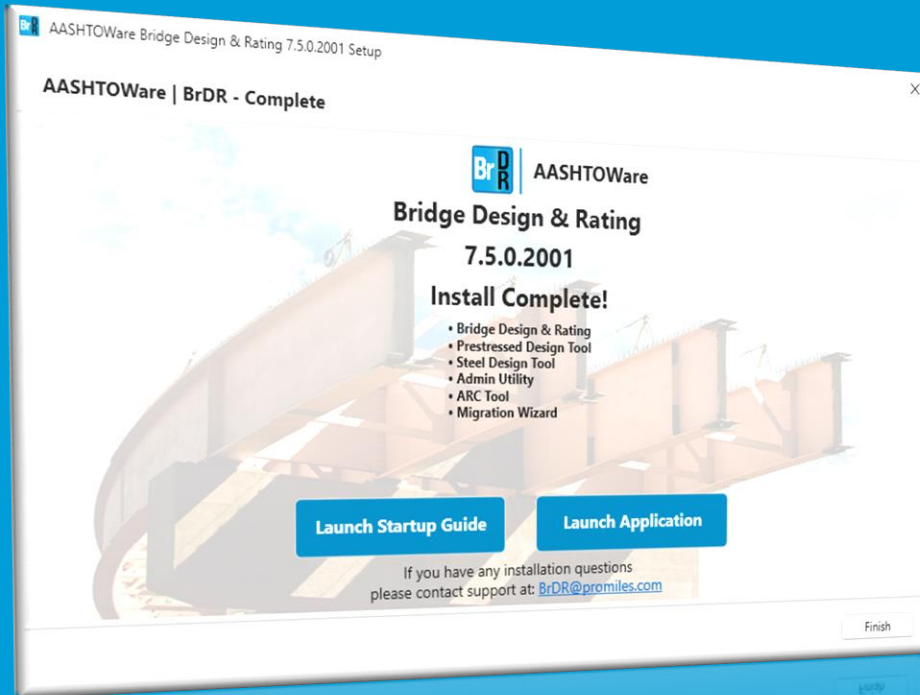 BrDR AASHTOWare Bridge Design & Rating 7.5.0.2001 Setup
X
AASHTOWare | BrDR - Complete
BrDR | AASHTOWare
Bridge Design & Rating
7.5.0.2001
Install Complete!
• Bridge Design & Rating
• Prestressed Design Tool
• Steel Design Tool
• Admin Utility
• ARC Tool
• Migration Wizard
Launch Startup Guide
Launch Application
If you have any installation questions
please contact support at: BrDR@promiles.com
Finish